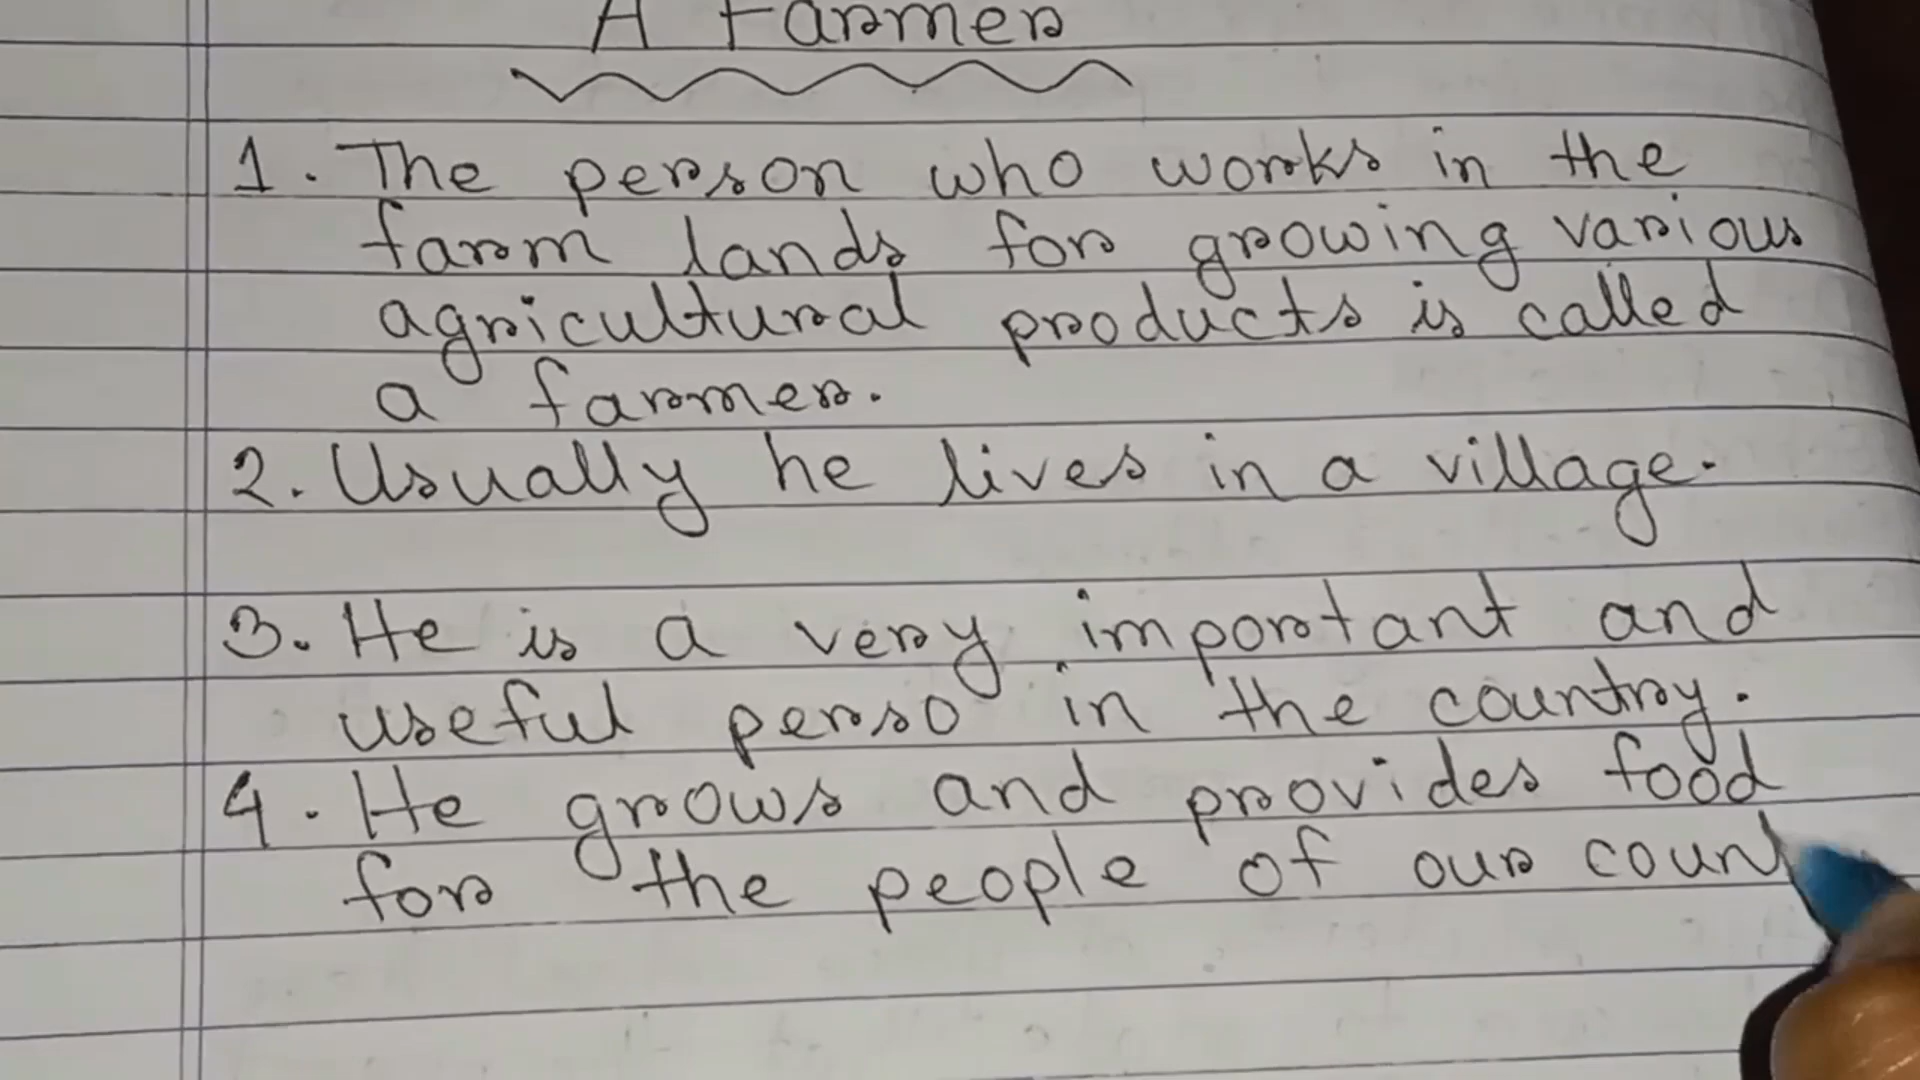 A Farmer
1. The person who works in the
farm lands for growing various
agricultural products is called
a farmer.
2. Usually he lives in a village.
3. He is a very important and
useful perso in the country.
4. He grows and provides food
for the people of our coun